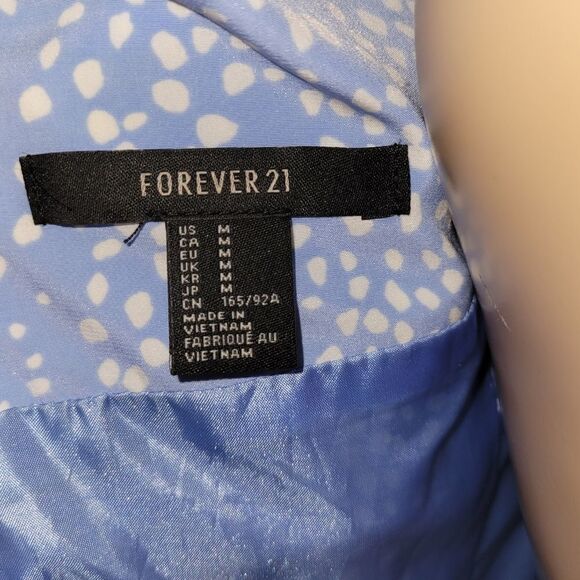 FOREVER 21
US M
CA M
EU M
UK M
KR M
JP M
CN 165/92A
MADE IN
VIETNAM
FABRIQUÉ AU
VIETNAM